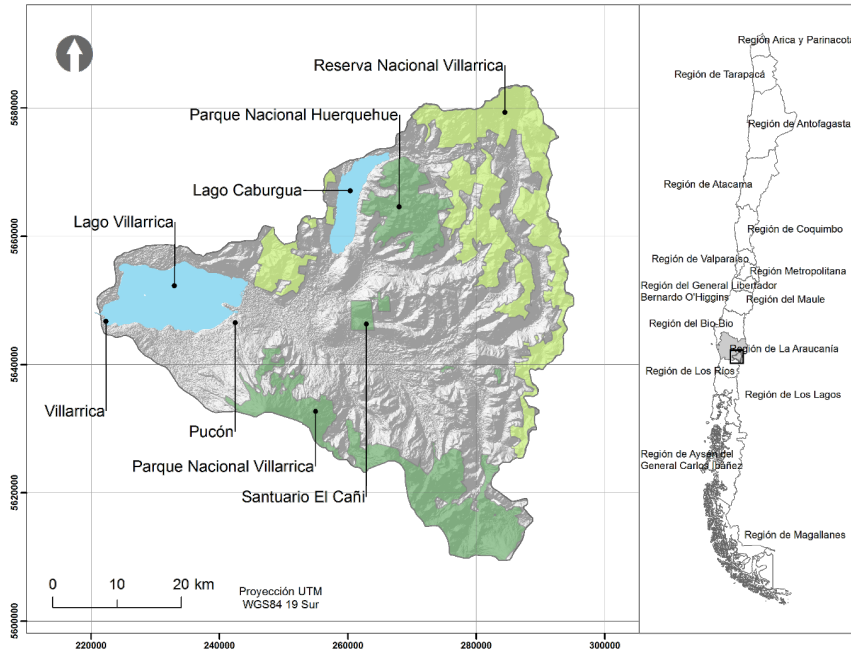 Reserva Nacional Villarrica
Parque Nacional Huerquehue
Lago Caburgua
Lago Villarrica
Villarrica
Pucón
Parque Nacional Villarrica
Santuario El Cañi
0 10 20 km
Proyección UTM
WGS84 19 Sur
5680000
5660000
5640000
5620000
5600000
220000 240000 260000 280000 300000
Región Arica y Parinacota
Región de Tarapacá
Región de Antofagasta
Región de Atacama
Región de Coquimbo
Región de Valparaíso
Región Metropolitana
Región del General Libertador
Bernardo O'Higgins
Región del Maule
Región del Bio-Bio
Región de La Araucanía
Región de Los Ríos
Región de Los Lagos
Región de Aysén del
General Carlos Ibáñez
Región de Magallanes